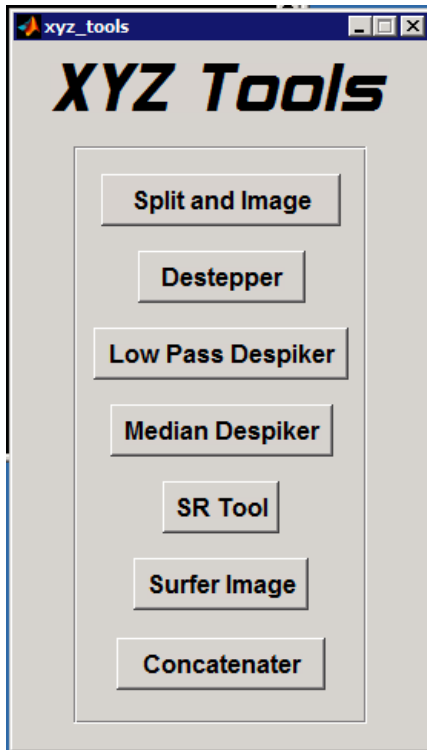 xyz_tools
XYZ Tools
Split and Image
Destepper
Low Pass Despiker
Median Despiker
SR Tool
Surfer Image
Concatenater